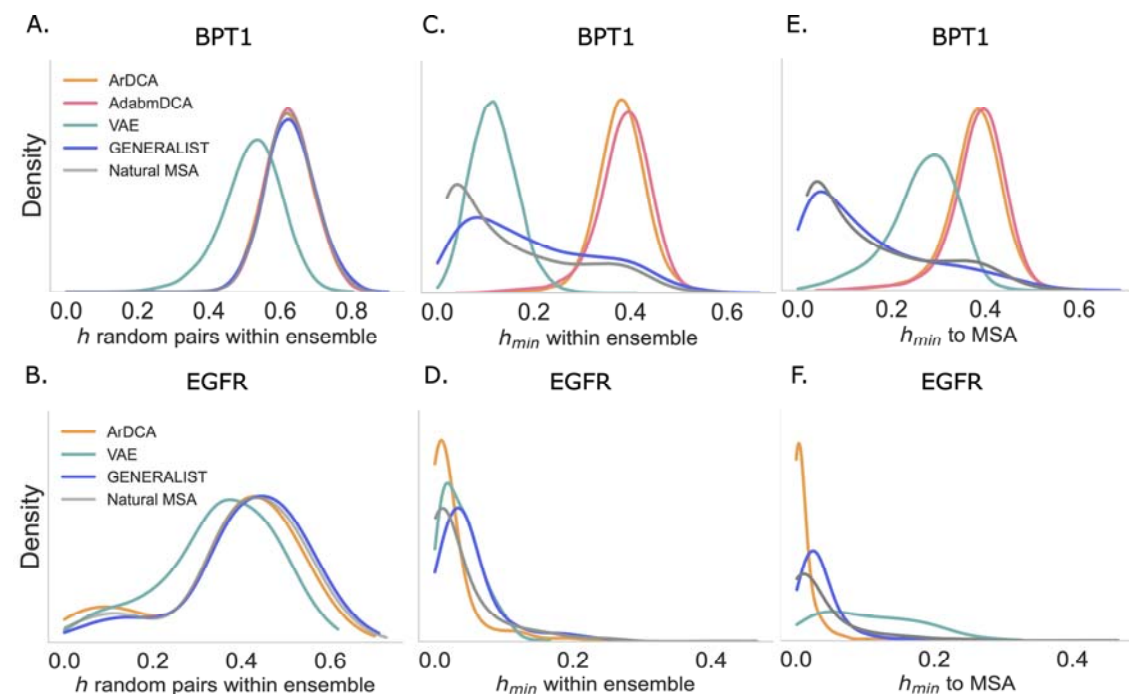 A.
BPT1
ArDCA
AdabmDCA
VAE
GENERALIST
Natural MSA
Density
0.0 0.2 0.4 0.6 0.8
h random pairs within ensemble
C.
BPT1
0.0 0.2 0.4 0.6
hmin within ensemble
E.
BPT1
0.2 0.4 0.6
hmin to MSA
B.
EGFR
ArDCA
VAE
GENERALIST
Natural MSA
Density
0.0 0.2 0.4 0.6
h random pairs within ensemble
D.
EGFR
0.0 0.2 0.4
hmin within ensemble
F.
EGFR
0.0 0.2 0.4
hmin to MSA